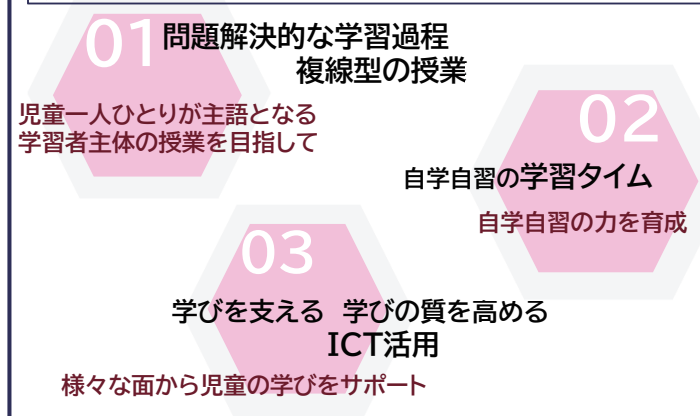 01
問題解決的な学習過程
複線型の授業
児童一人ひとりが主語となる
学習者主体の授業を目指して
02
自学自習の学習タイム
自学自習の力を育成
03
学びを支える 学びの質を高める
ICT活用
様々な面から児童の学びをサポート